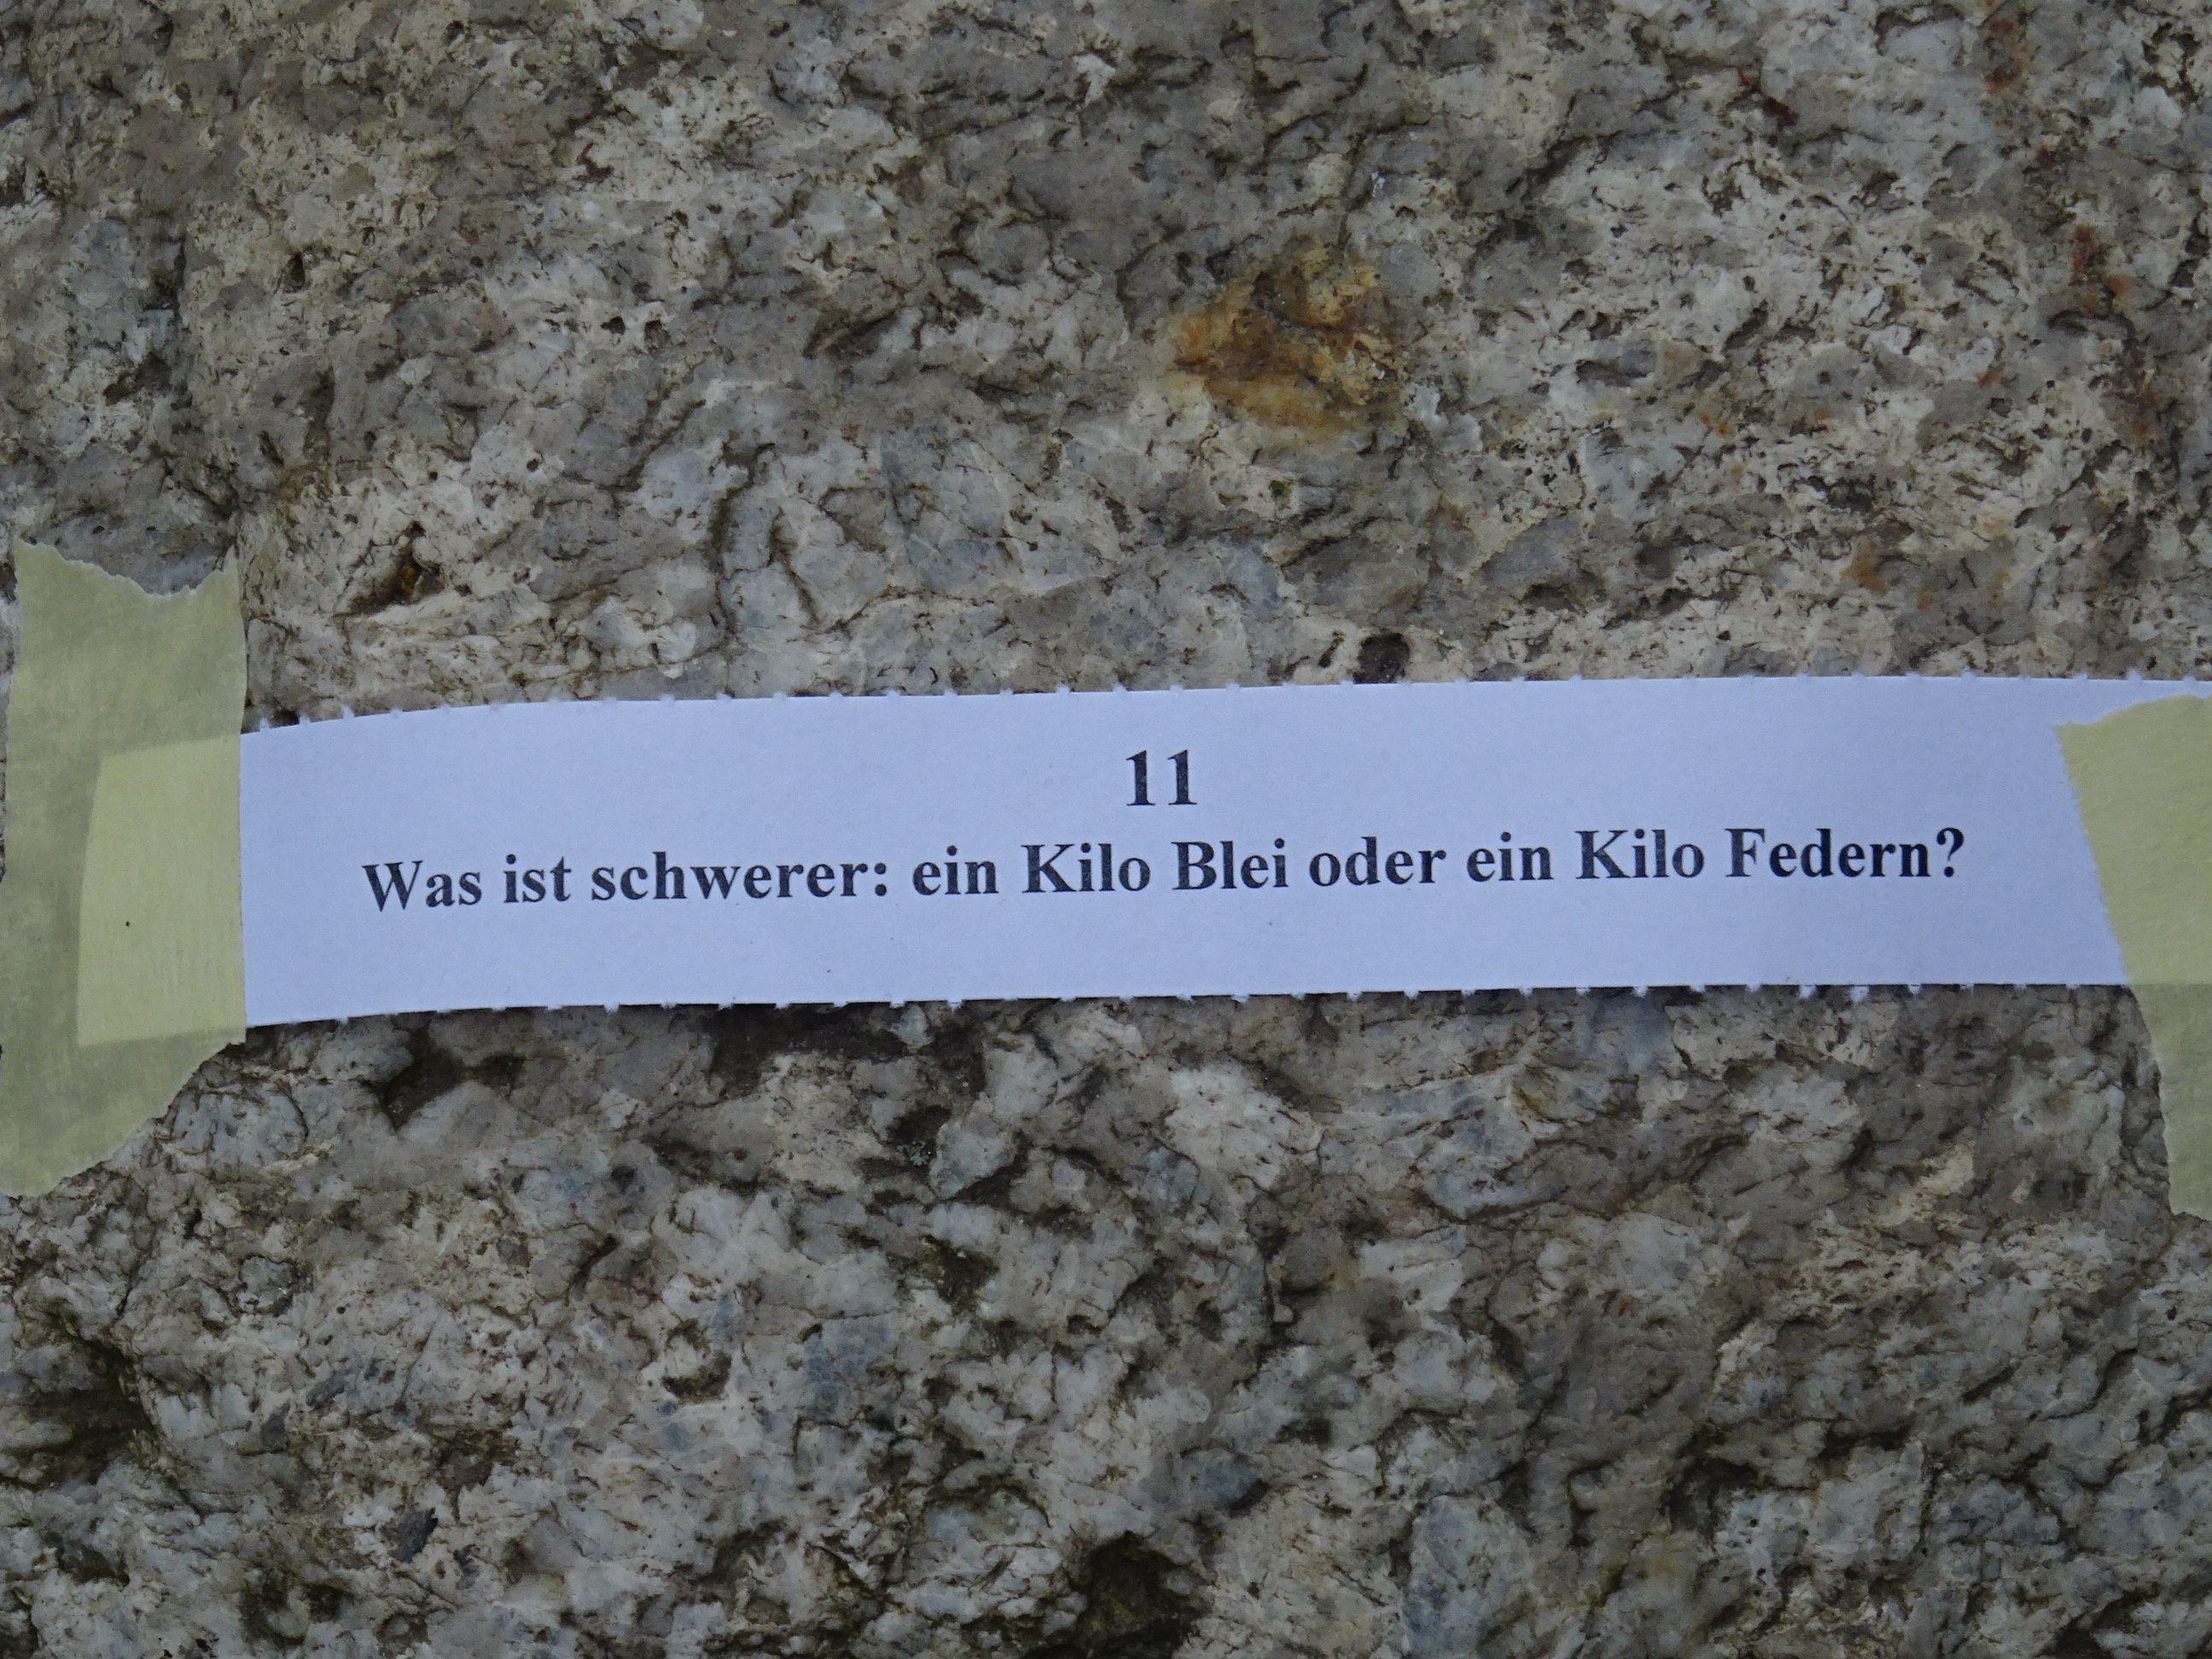 11
Was ist schwerer: ein Kilo Blei oder ein Kilo Federn?